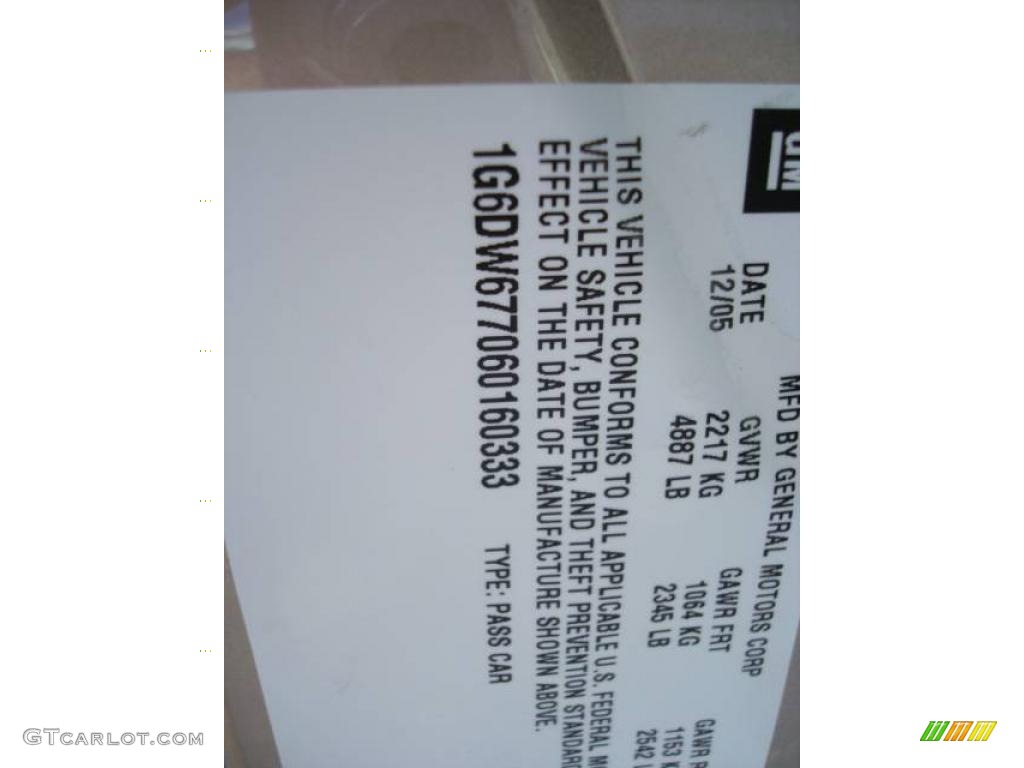 GM
MFD BY GENERAL MOTORS CORP
DATE GVWR GAWR FRT GAWR
12/05 2217 KG 1064 KG 1153
4887 LB 2345 LB 2542
THIS VEHICLE CONFORMS TO ALL APPLICABLE U.S. FEDERAL
VEHICLE SAFETY, BUMPER, AND THEFT PREVENTION
EFFECT ON THE DATE OF MANUFACTURE SHOWN ABOVE.
1G6DW677060160333 TYPE: PASS CAR
GTCARLOT.COM